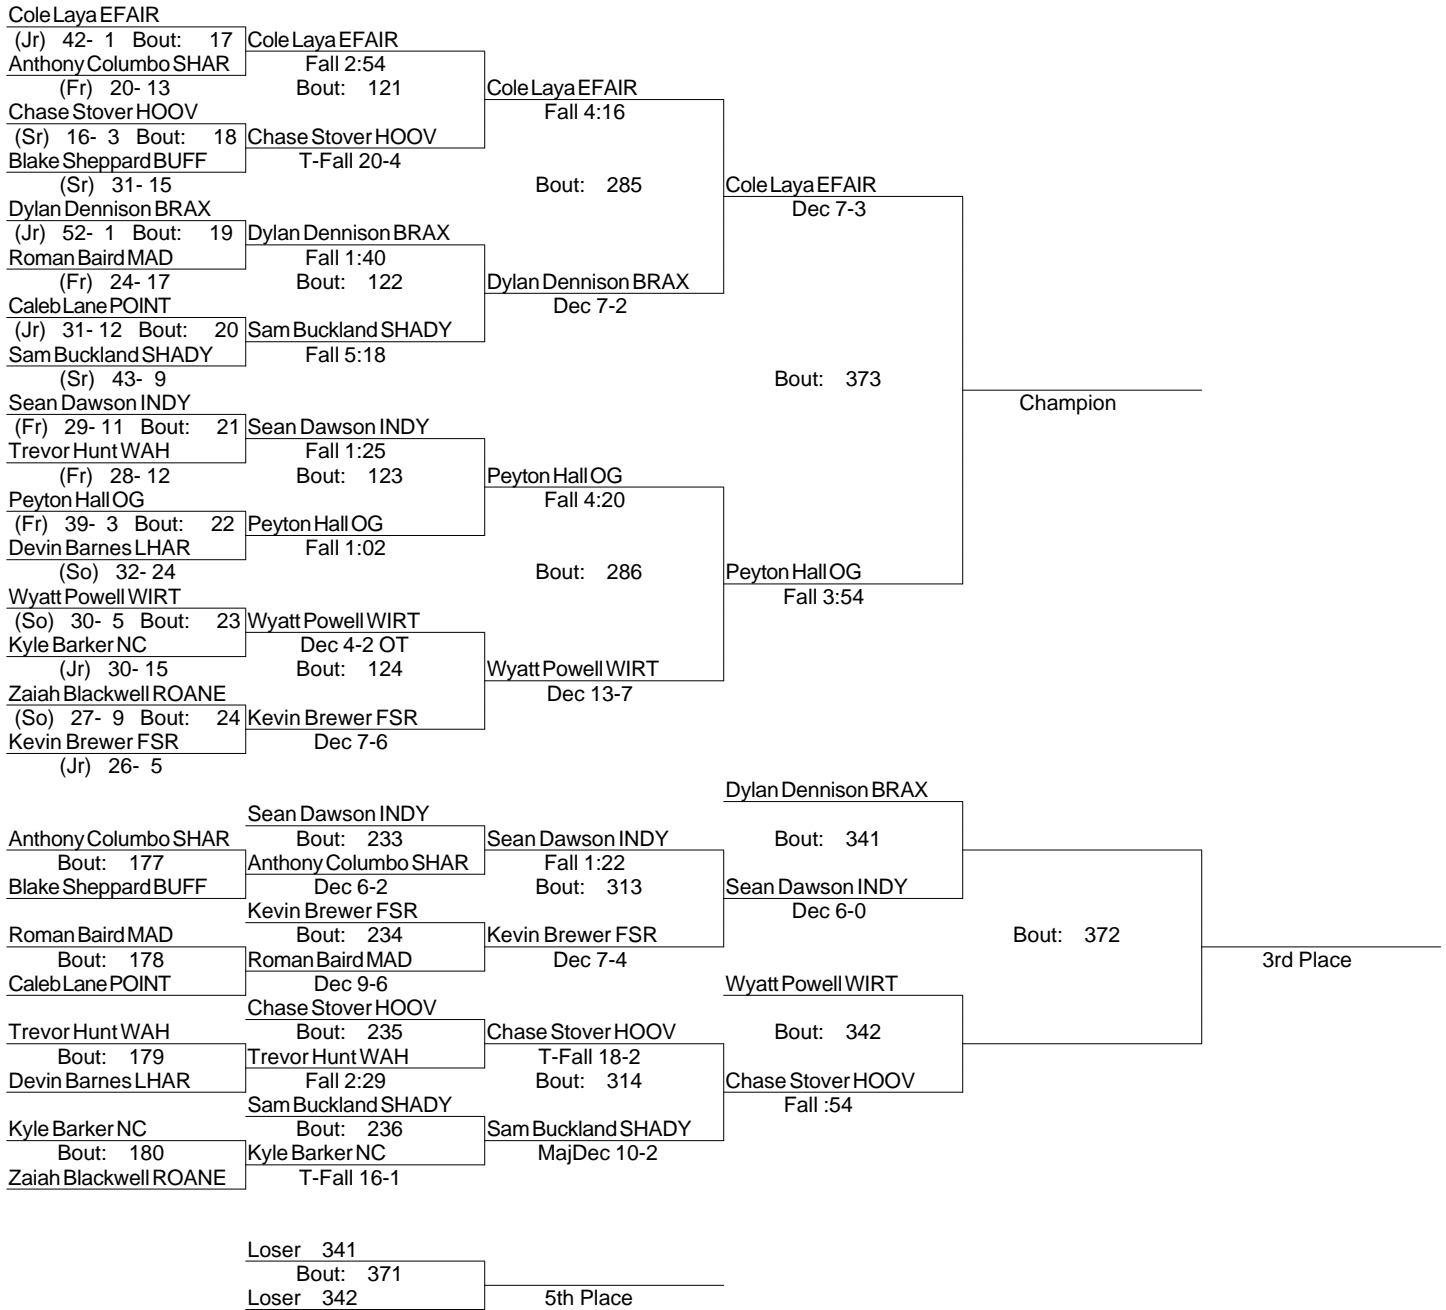 Cole Laya EFAIR
(Jr) 42- 1 Bout: 17 Cole Laya EFAIR
Anthony Columbo SHAR Fall 2:54
(Fr) 20- 13 Bout: 121 Cole Laya EFAIR
Chase Stover HOOV Fall 4:16
(Sr) 16- 3 Bout: 18 Chase Stover HOOV
Blake Sheppard BUFF T-Fall 20-4
(Sr) 31- 15 Bout: 285 Cole Laya EFAIR
Dylan Dennison BRAX Dec 7-3
(Jr) 52- 1 Bout: 19 Dylan Dennison BRAX
Roman Baird MAD Fall 1:40
(Fr) 24- 17 Bout: 122 Dylan Dennison BRAX
Caleb Lane POINT Dec 7-2
(Jr) 31- 12 Bout: 20 Sam Buckland SHADY
Sam Buckland SHADY Fall 5:18
(Sr) 43- 9 Bout: 373
Sean Dawson INDY Champion
(Fr) 29- 11 Bout: 21 Sean Dawson INDY
Trevor Hunt WAH Fall 1:25
(Fr) 28- 12 Bout: 123 Peyton Hall OG
Peyton Hall OG Fall 4:20
(Fr) 39- 3 Bout: 22 Peyton Hall OG
Devin Barnes LHAR Fall 1:02
(So) 32- 24 Bout: 286 Peyton Hall OG
Wyatt Powell WIRT Fall 3:54
(So) 30- 5 Bout: 23 Wyatt Powell WIRT
Kyle Barker NC Dec 4-2 OT
(Jr) 30- 15 Bout: 124 Wyatt Powell WIRT
Zaiah Blackwell ROANE Dec 13-7
(So) 27- 9 Bout: 24 Kevin Brewer FSR
Kevin Brewer FSR Dec 7-6
(Jr) 26- 5
Dylan Dennison BRAX
Sean Dawson INDY
Anthony Columbo SHAR Bout: 233 Sean Dawson INDY Bout: 341
Bout: 177 Anthony Columbo SHAR Fall 1:22
Blake Sheppard BUFF Dec 6-2 Bout: 313 Sean Dawson INDY
Kevin Brewer FSR Dec 6-0
Roman Baird MAD Bout: 234 Kevin Brewer FSR Bout: 372
Bout: 178 Roman Baird MAD Dec 7-4 3rd Place
Caleb Lane POINT Dec 9-6 Wyatt Powell WIRT
Chase Stover HOOV
Trevor Hunt WAH Bout: 235 Chase Stover HOOV Bout: 342
Bout: 179 Trevor Hunt WAH T-Fall 18-2
Devin Barnes LHAR Fall 2:29 Bout: 314 Chase Stover HOOV
Sam Buckland SHADY Fall :54
Kyle Barker NC Bout: 236 Sam Buckland SHADY
Bout: 180 Kyle Barker NC MajDec 10-2
Zaiah Blackwell ROANE T-Fall 16-1
Loser 341
Bout: 371
Loser 342 5th Place